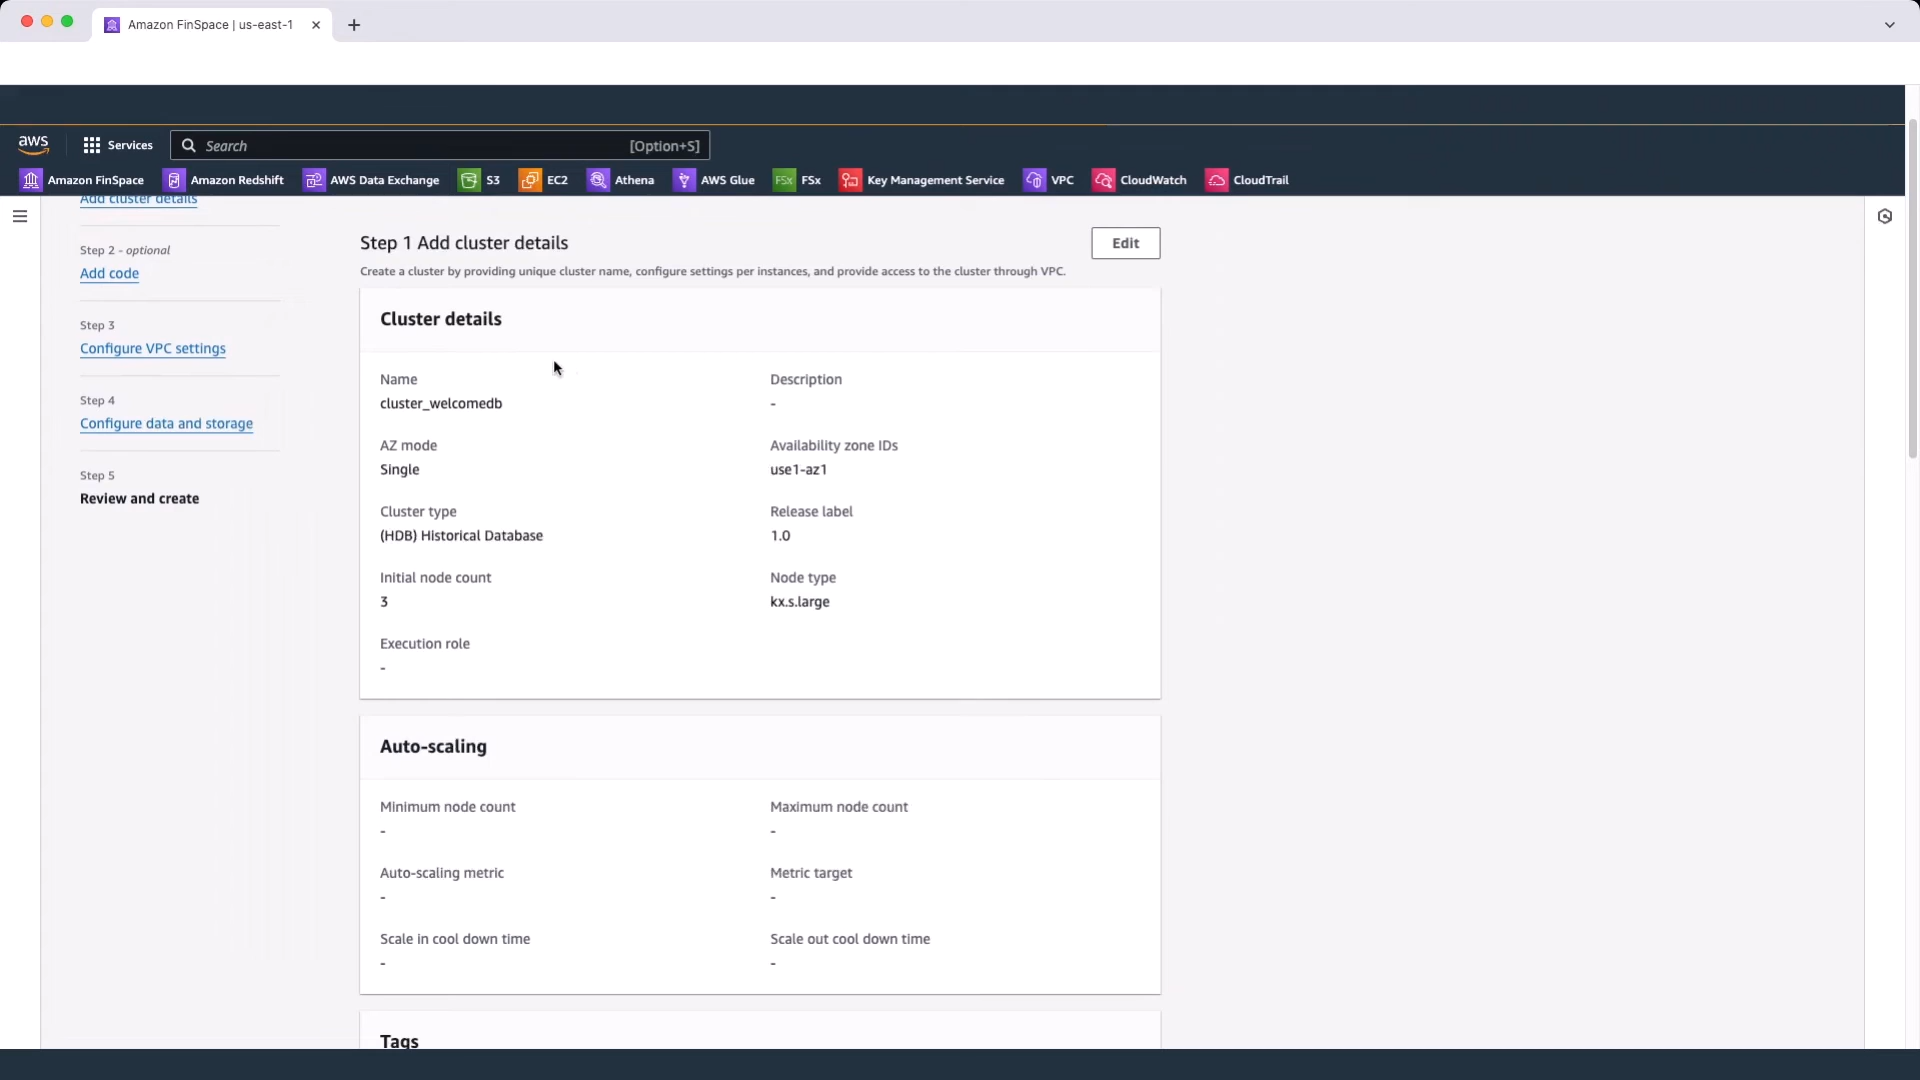 Amazon FinSpace | us-east-1
aws
Services
Search
[Option+S]
Amazon FinSpace
Amazon Redshift
AWS Data Exchange
S3
EC2
Athena
AWS Glue
FSx
FSx
Key Management Service
VPC
CloudWatch
CloudTrail
Add cluster details
Step 2 - optional
Add code
Step 3
Configure VPC settings
Step 4
Configure data and storage
Step 5
Review and create
Step 1 Add cluster details
Edit
Create a cluster by providing unique cluster name, configure settings per instances, and provide access to the cluster through VPC.
Cluster details
Name
cluster_welcomedb
Description
-
AZ mode
Single
Availability zone IDs
use1-az1
Cluster type
(HDB) Historical Database
Release label
1.0
Initial node count
3
Node type
kx.s.large
Execution role
-
Auto-scaling
Minimum node count
-
Maximum node count
-
Auto-scaling metric
-
Metric target
-
Scale in cool down time
-
Scale out cool down time
-
Tags